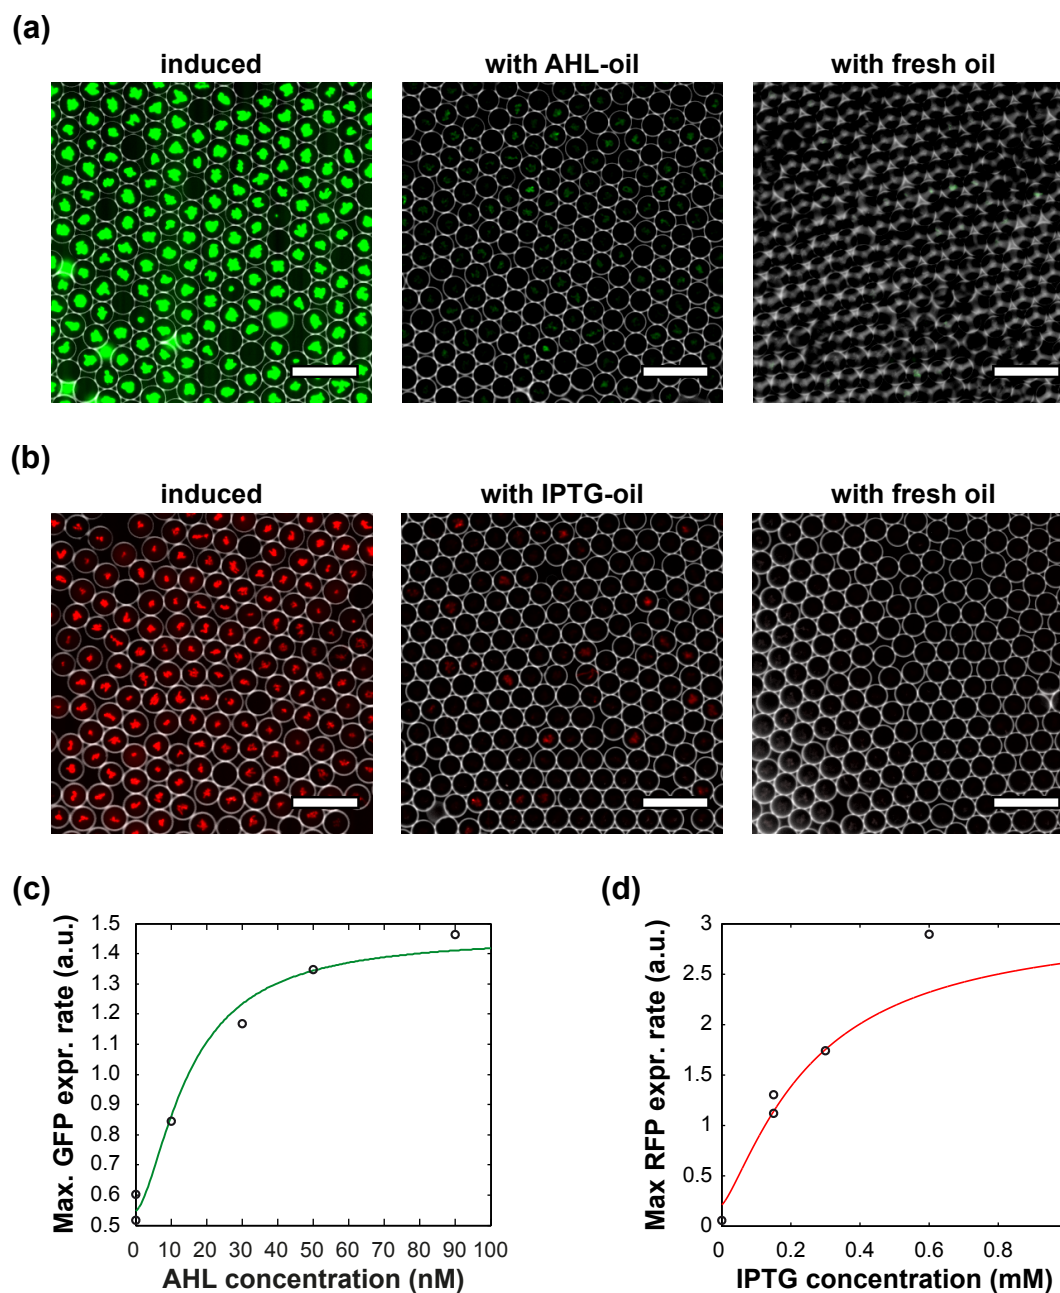 (a)
induced
with AHL-oil
with fresh oil
(b)
induced
with IPTG-oil
with fresh oil
(c)
Max. GFP expr. rate (a.u.)
1.5
1.4
1.3
1.2
1.1
1.0
0.9
0.8
0.7
0.6
0.5
0 10 20 30 40 50 60 70 80 90 100
AHL concentration (nM)
(d)
Max RFP expr. rate (a.u.)
3
2.5
2
1.5
1
0.5
0
0 0.2 0.4 0.6 0.8
IPTG concentration (mM)